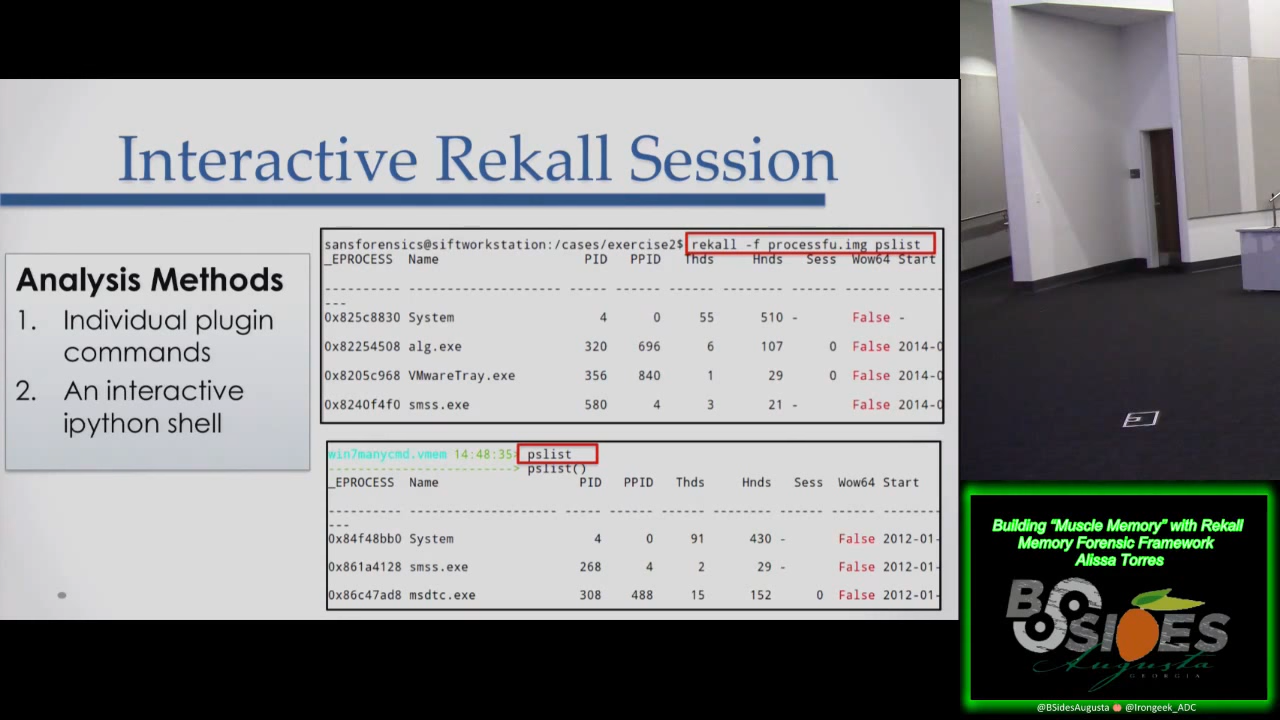 Interactive Rekall Session
Analysis Methods
1. Individual plugin
commands
2. An interactive
ipython shell
sansforensics@siftworkstation:/cases/exercise2$ rekall -f processfu.img pslist
_EPROCESS Name PID PPID Thds Hnds Sess Wow64 Start
---------- -------------------- ----- ------ ------ -------- ------ ------ ------
---
0x825c8830 System 4 0 55 510 - False -
0x82254508 alg.exe 320 696 6 107 0 False 2014-0
0x8205c968 VMwareTray.exe 356 840 1 29 0 False 2014-0
0x8240f4f0 smss.exe 580 4 3 21 - False 2014-0
win7manycmd.vmem 14:48:35> pslist
------------------------> pslist()
_EPROCESS Name PID PPID Thds Hnds Sess Wow64 Start
---------- -------------------- ----- ------ ------ -------- ------ ------ ------
---
0x84f48bb0 System 4 0 91 430 - False 2012-01-
0x861a4128 smss.exe 268 4 2 29 - False 2012-01-
0x86c47ad8 msdtc.exe 308 488 15 152 0 False 2012-01-
Building “Muscle Memory” with Rekall
Memory Forensic Framework
Alissa Torres
BSIDES
Augusta
GEORGIA
@BSidesAugusta @Irongeek_ADC